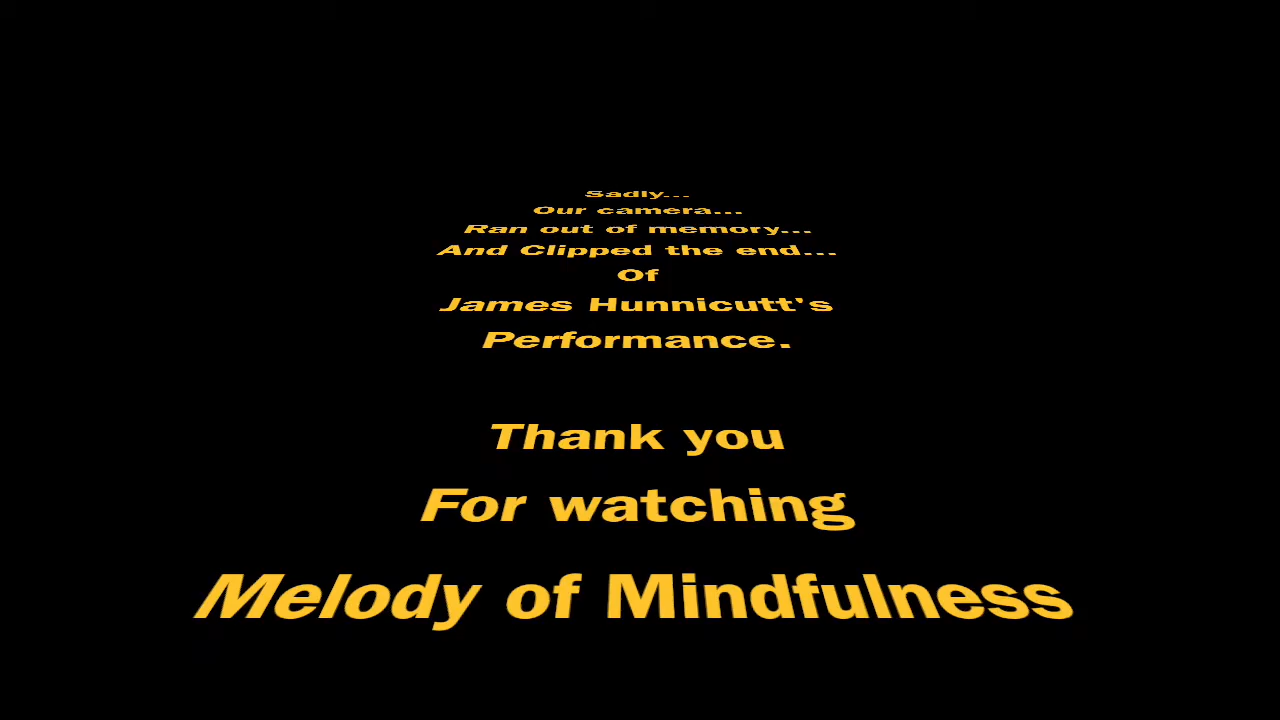 Sadly...
Our camera...
Ran out of memory...
And Clipped the end...
Of
James Hunnicutt's
Performance.
Thank you
For watching
Melody of Mindfulness